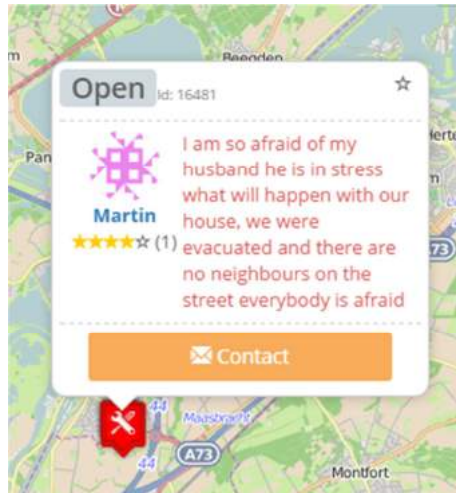 Beegden
Open Id: 16481
I am so afraid of my
husband he is in stress
what will happen with our
house, we were
evacuated and there are
no neighbours on the
street everybody is afraid
Martin
(1)
Contact
A73
44
Maasbracht
44
A73
Montfort